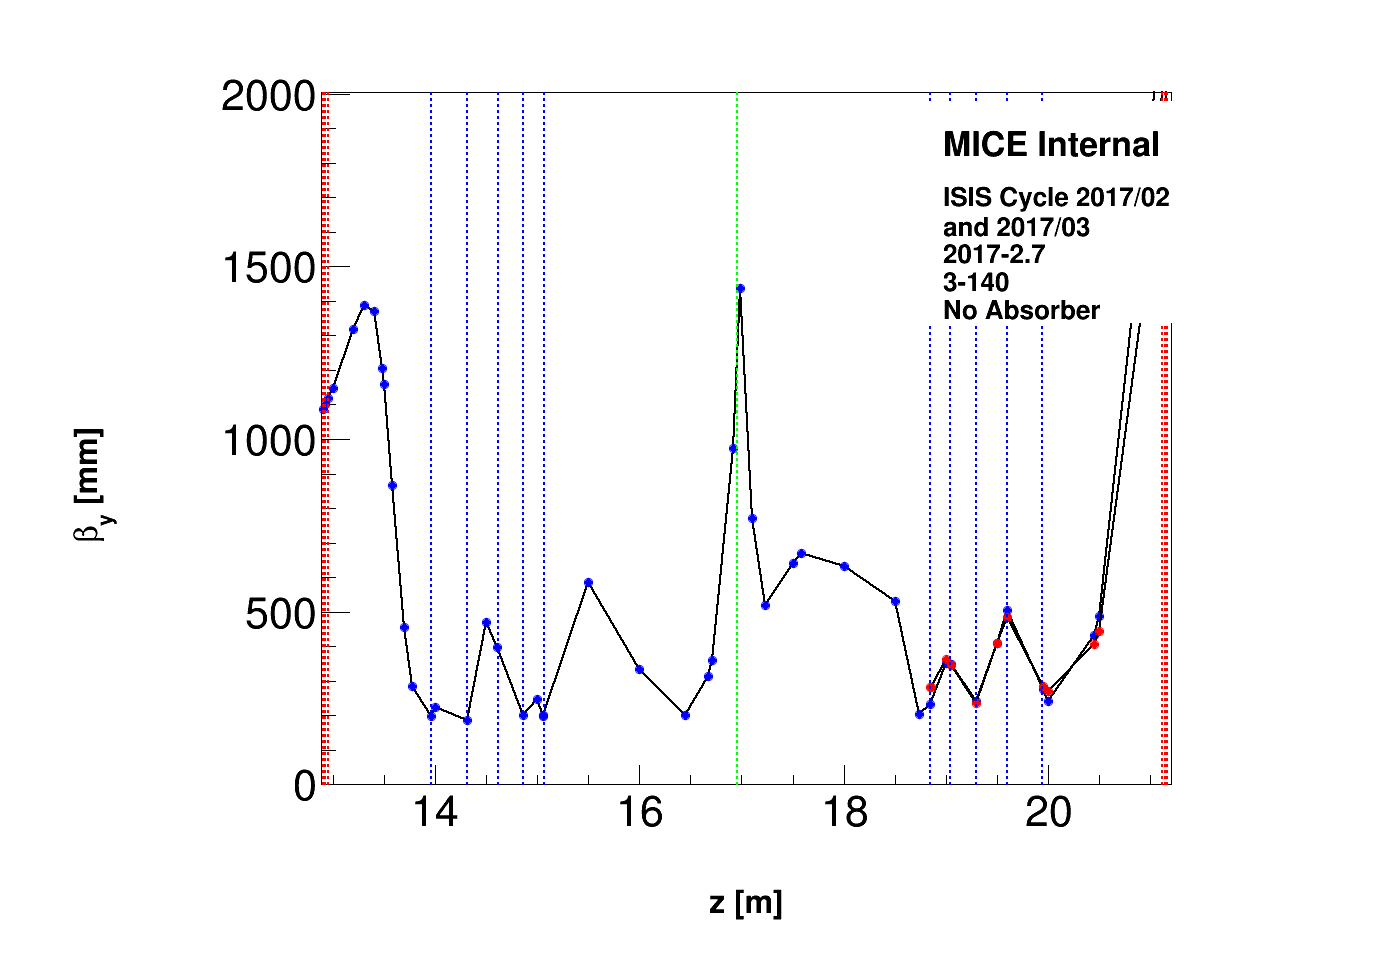 2000
1500
1000
500
0
14 16 18 20
βy [mm]
z [m]
MICE Internal
ISIS Cycle 2017/02
and 2017/03
2017-2.7
3-140
No Absorber